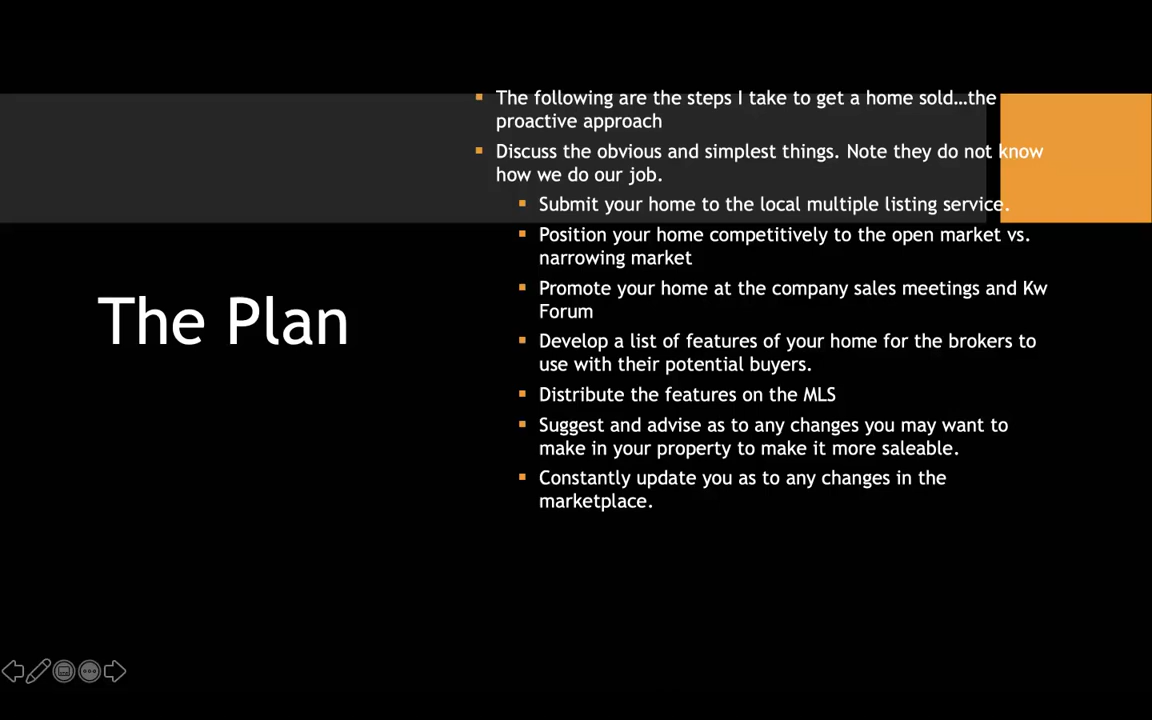 The Plan
The following are the steps I take to get a home sold…the
proactive approach
Discuss the obvious and simplest things. Note they do not know
how we do our job.
Submit your home to the local multiple listing service.
Position your home competitively to the open market vs.
narrowing market
Promote your home at the company sales meetings and Kw
Forum
Develop a list of features of your home for the brokers to
use with their potential buyers.
Distribute the features on the MLS
Suggest and advise as to any changes you may want to
make in your property to make it more saleable.
Constantly update you as to any changes in the
marketplace.